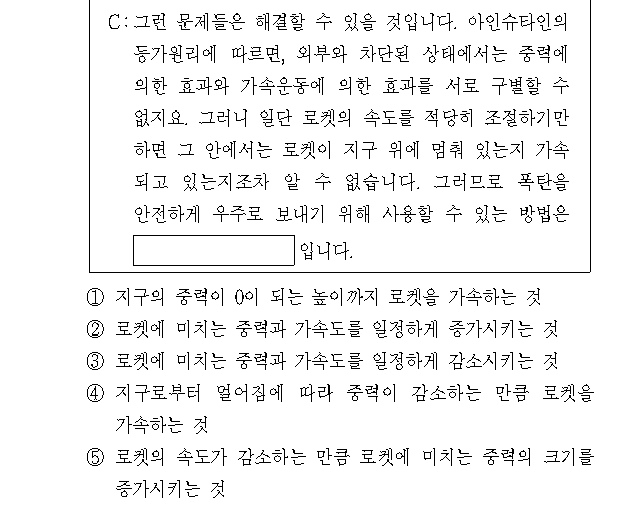 C: 그런 문제들은 해결할 수 있을 것입니다. 아인슈타인의
등가원리에 따르면, 외부와 차단된 상태에서는 중력에
의한 효과와 가속운동에 의한 효과를 서로 구별할 수
없지요. 그러니 일단 로켓의 속도를 적당히 조절하기만
하면 그 안에서는 로켓이 지구 위에 멈춰 있는지 가속
되고 있는지조차 알 수 없습니다. 그러므로 폭탄을
안전하게 우주로 보내기 위해 사용할 수 있는 방법은
입니다.
① 지구의 중력이 0이 되는 높이까지 로켓을 가속하는 것
② 로켓에 미치는 중력과 가속도를 일정하게 증가시키는 것
③ 로켓에 미치는 중력과 가속도를 일정하게 감소시키는 것
④ 지구로부터 멀어짐에 따라 중력이 감소하는 만큼 로켓을
가속하는 것
⑤ 로켓의 속도가 감소하는 만큼 로켓에 미치는 중력의 크기를
증가시키는 것